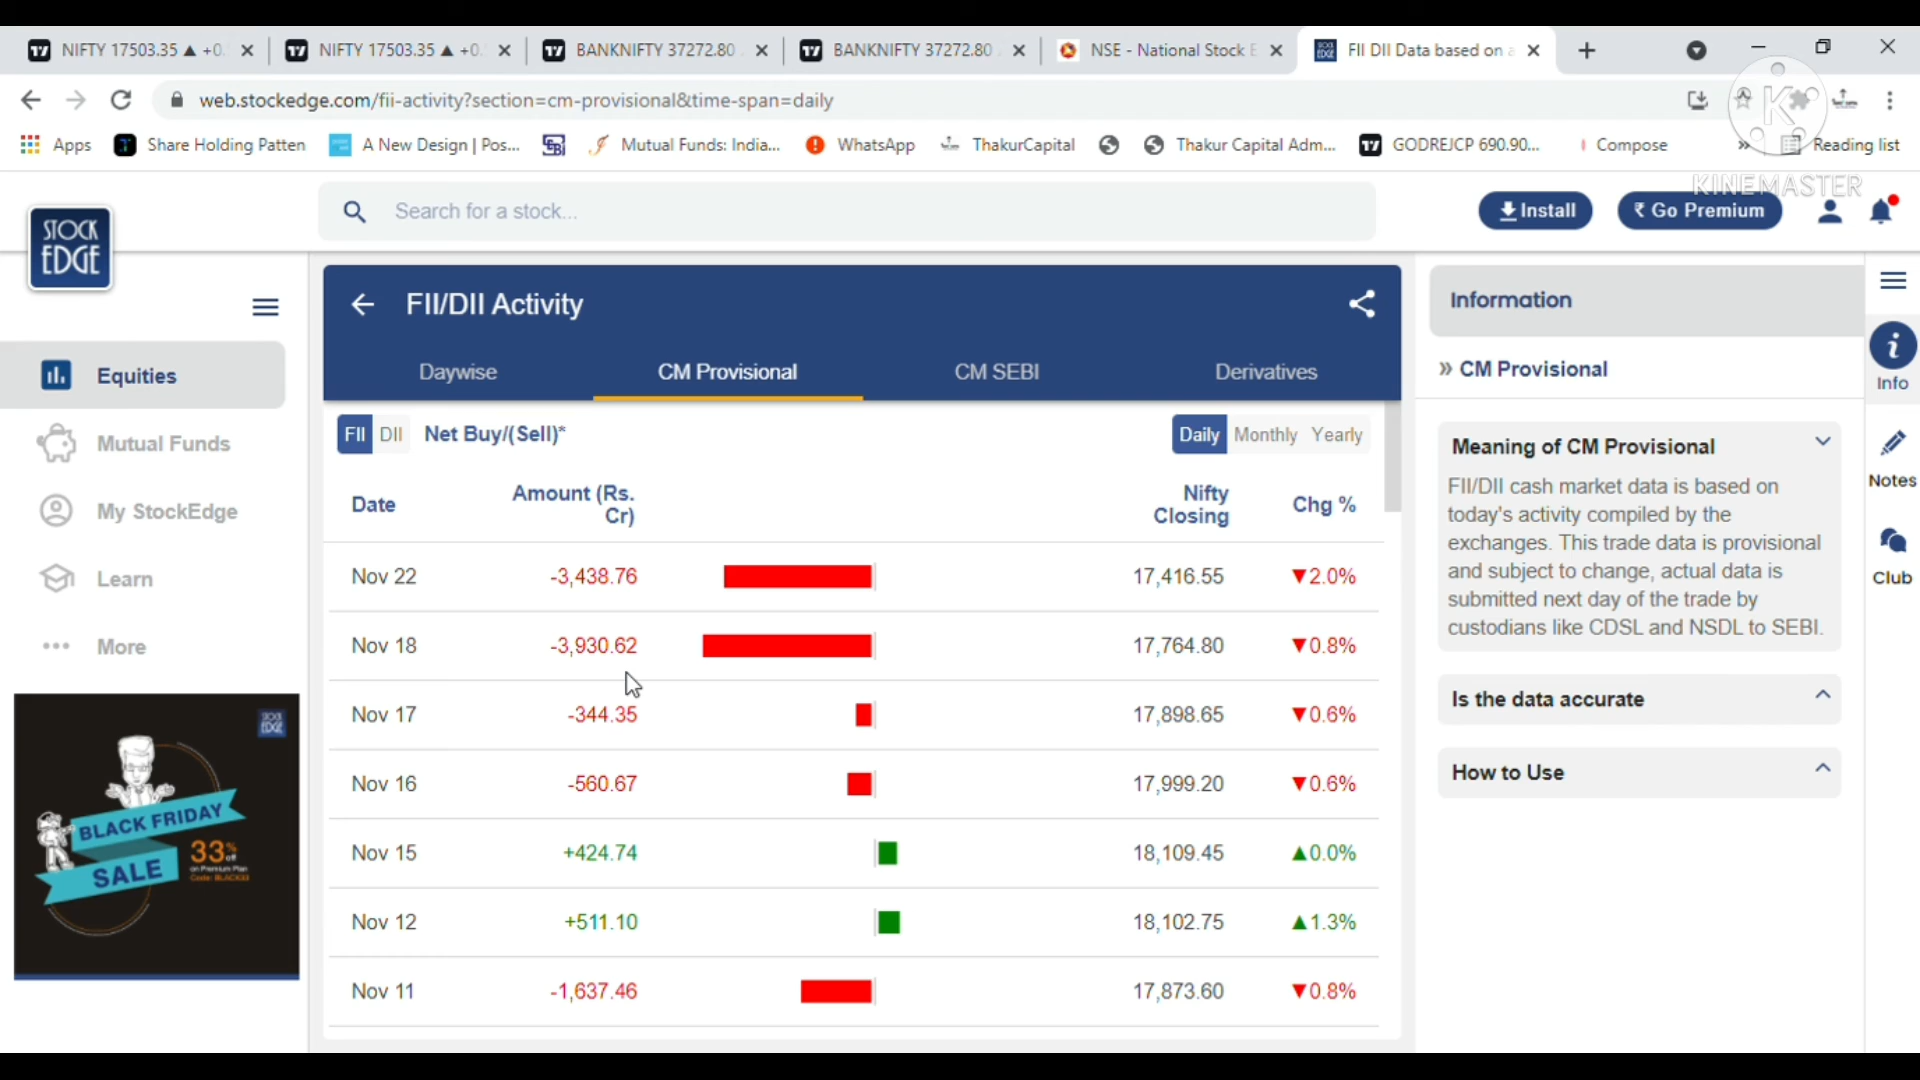 NIFTY 17503.35 ▲ +0.
NIFTY 17503.35 ▲ +0.
BANKNIFTY 37272.80
BANKNIFTY 37272.80
NSE - National Stock E
FII DII Data based on a
web.stockedge.com/fii-activity?section=cm-provisional&time-span=daily
Apps
Share Holding Patten
A New Design | Pos...
Mutual Funds: India...
WhatsApp
ThakurCapital
Thakur Capital Adm...
GODREJCP 690.90...
Compose
»
Reading list
K
KINEMASTER
STOCK
EDGE
Search for a stock...
Install
₹ Go Premium
Equities
Mutual Funds
My StockEdge
Learn
More
STOCK
EDGE
BLACK FRIDAY
SALE
33% off
on Premium Plan
FII/DII Activity
Daywise
CM Provisional
CM SEBI
Derivatives
FII DII Net Buy/(Sell)*
Daily Monthly Yearly
Date Amount (Rs. Cr) Nifty Closing Chg %
Nov 22 -3,438.76 17,416.55 ▼2.0%
Nov 18 -3,930.62 17,764.80 ▼0.8%
Nov 17 -344.35 17,898.65 ▼0.6%
Nov 16 -560.67 17,999.20 ▼0.6%
Nov 15 +424.74 18,109.45 ▲0.0%
Nov 12 +511.10 18,102.75 ▲1.3%
Nov 11 -1,637.46 17,873.60 ▼0.8%
Information
» CM Provisional
Meaning of CM Provisional
FII/DII cash market data is based on
today's activity compiled by the
exchanges. This trade data is provisional
and subject to change, actual data is
submitted next day of the trade by
custodians like CDSL and NSDL to SEBI.
Is the data accurate
How to Use
Info
Notes
Club